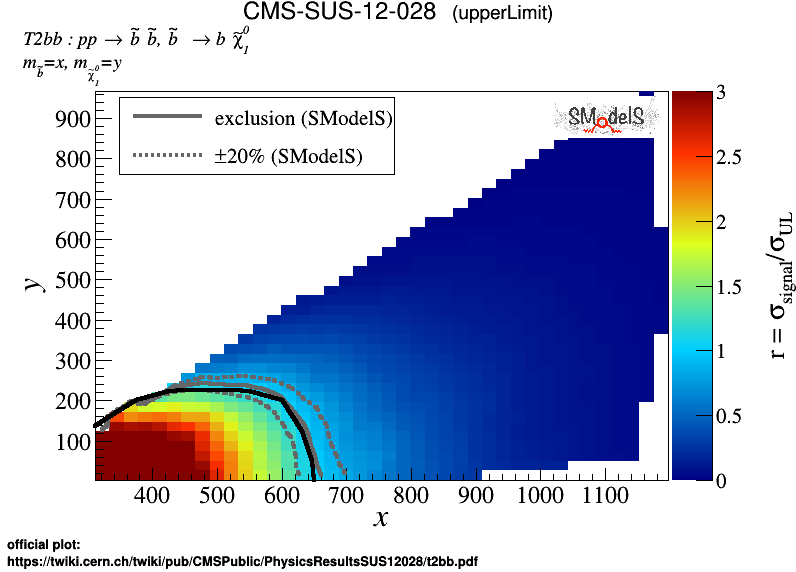 CMS-SUS-12-028 (upperLimit)
T2bb : pp → b̃ b̃, b̃ → b χ̃₁⁰
m_b̃=x, m_χ̃₁⁰=y
SModelS
exclusion (SModelS)
±20% (SModelS)
900
800
700
600
500
400
300
200
100
y
400 500 600 700 800 900 1000 1100
x
3
2.5
2
1.5
1
0.5
0
r = σ_signal/σ_UL
official plot:
https://twiki.cern.ch/twiki/pub/CMSPublic/PhysicsResultsSUS12028/t2bb.pdf